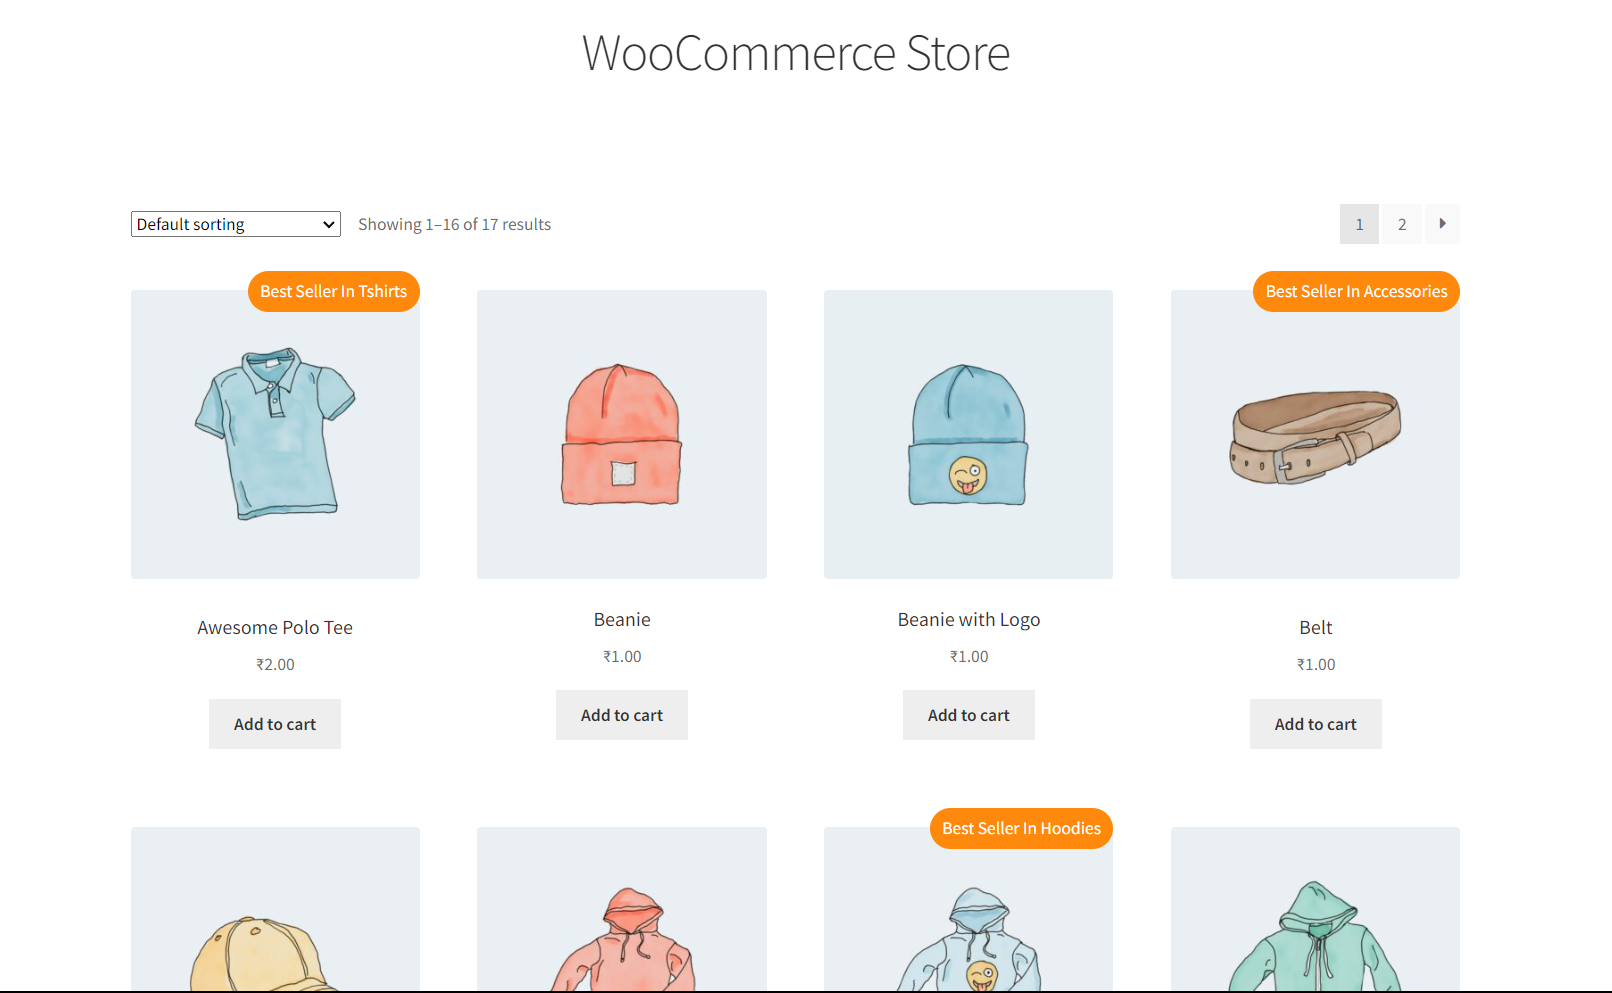 WooCommerce Store
Default sorting
Showing 1–16 of 17 results
1
2
Best Seller In Tshirts
Best Seller In Accessories
Awesome Polo Tee
₹2.00
Add to cart
Beanie
₹1.00
Add to cart
Beanie with Logo
₹1.00
Add to cart
Belt
₹1.00
Add to cart
Best Seller In Hoodies